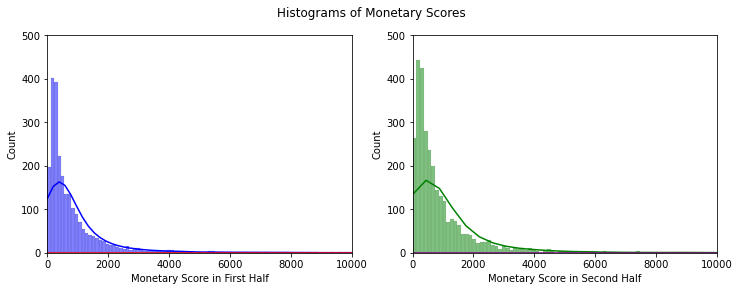 Histograms of Monetary Scores
500
400
300
200
100
0
Count
0 2000 4000 6000 8000 10000
Monetary Score in First Half
500
400
300
200
100
0
Count
0 2000 4000 6000 8000 10000
Monetary Score in Second Half